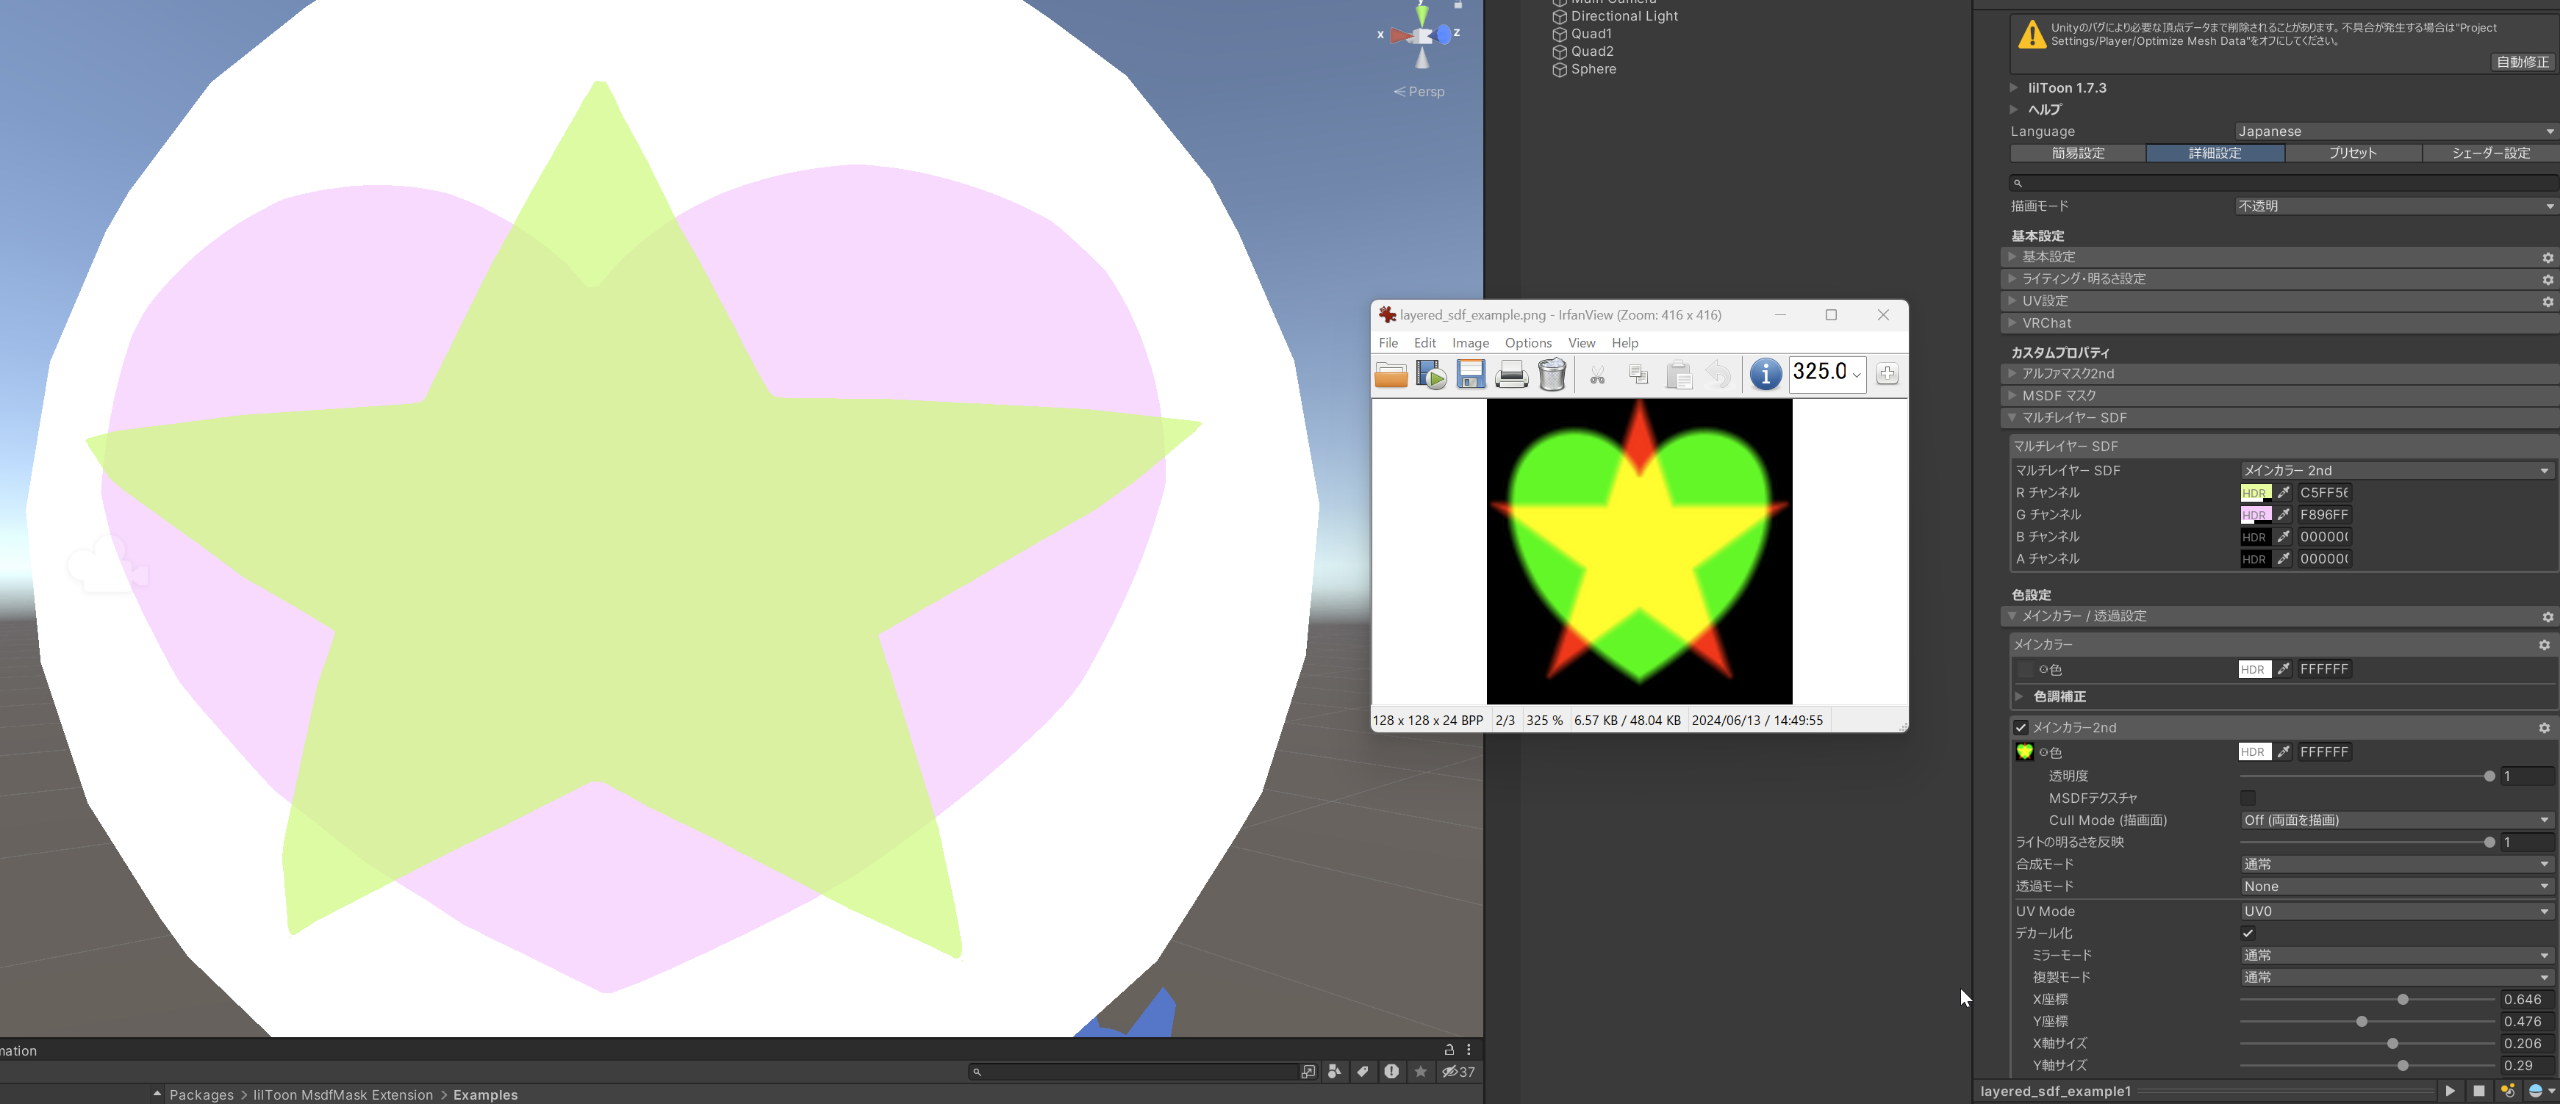 y
x
z
Persp
mation
37
Packages > lilToon MsdfMask Extension > Examples
Main Camera
Directional Light
Quad1
Quad2
Sphere
layered_sdf_example.png - IrfanView (Zoom: 416 x 416)
File Edit Image Options View Help
325.0
128 x 128 x 24 BPP 2/3 325 % 6.57 KB / 48.04 KB 2024/06/13 / 14:49:55
Unityのバグにより必要な頂点データまで削除されることがあります。不具合が発生する場合は"Project
Settings/Player/Optimize Mesh Data"をオフにしてください。
自動修正
lilToon 1.7.3
ヘルプ
Language Japanese
簡易設定 詳細設定 プリセット シェーダー設定
描画モード 不透明
基本設定
基本設定
ライティング・明るさ設定
UV設定
VRChat
カスタムプロパティ
アルファマスク2nd
MSDF マスク
マルチレイヤー SDF
マルチレイヤー SDF
マルチレイヤー SDF メインカラー 2nd
R チャンネル HDR C5FF56
G チャンネル HDR F896FF
B チャンネル HDR 000000
A チャンネル HDR 000000
色設定
メインカラー / 透過設定
メインカラー
色 HDR FFFFFF
色調補正
メインカラー2nd
色 HDR FFFFFF
透明度 1
MSDFテクスチャ
Cull Mode (描画面) Off (両面を描画)
ライトの明るさを反映 1
合成モード 通常
透過モード None
UV Mode UV0
デカール化
ミラーモード 通常
複製モード 通常
X座標 0.646
Y座標 0.476
X軸サイズ 0.206
Y軸サイズ 0.29
layered_sdf_example1